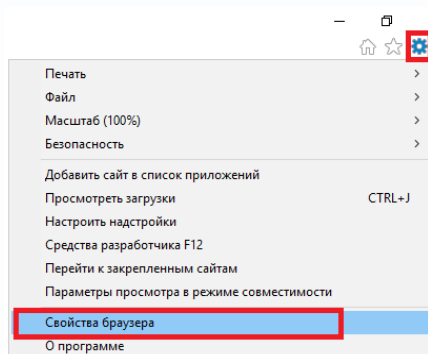 Печать
Файл
Масштаб (100%)
Безопасность
Добавить сайт в список приложений
Просмотреть загрузки CTRL+J
Настроить надстройки
Средства разработчика F12
Перейти к закрепленным сайтам
Параметры просмотра в режиме совместимости
Свойства браузера
О программе